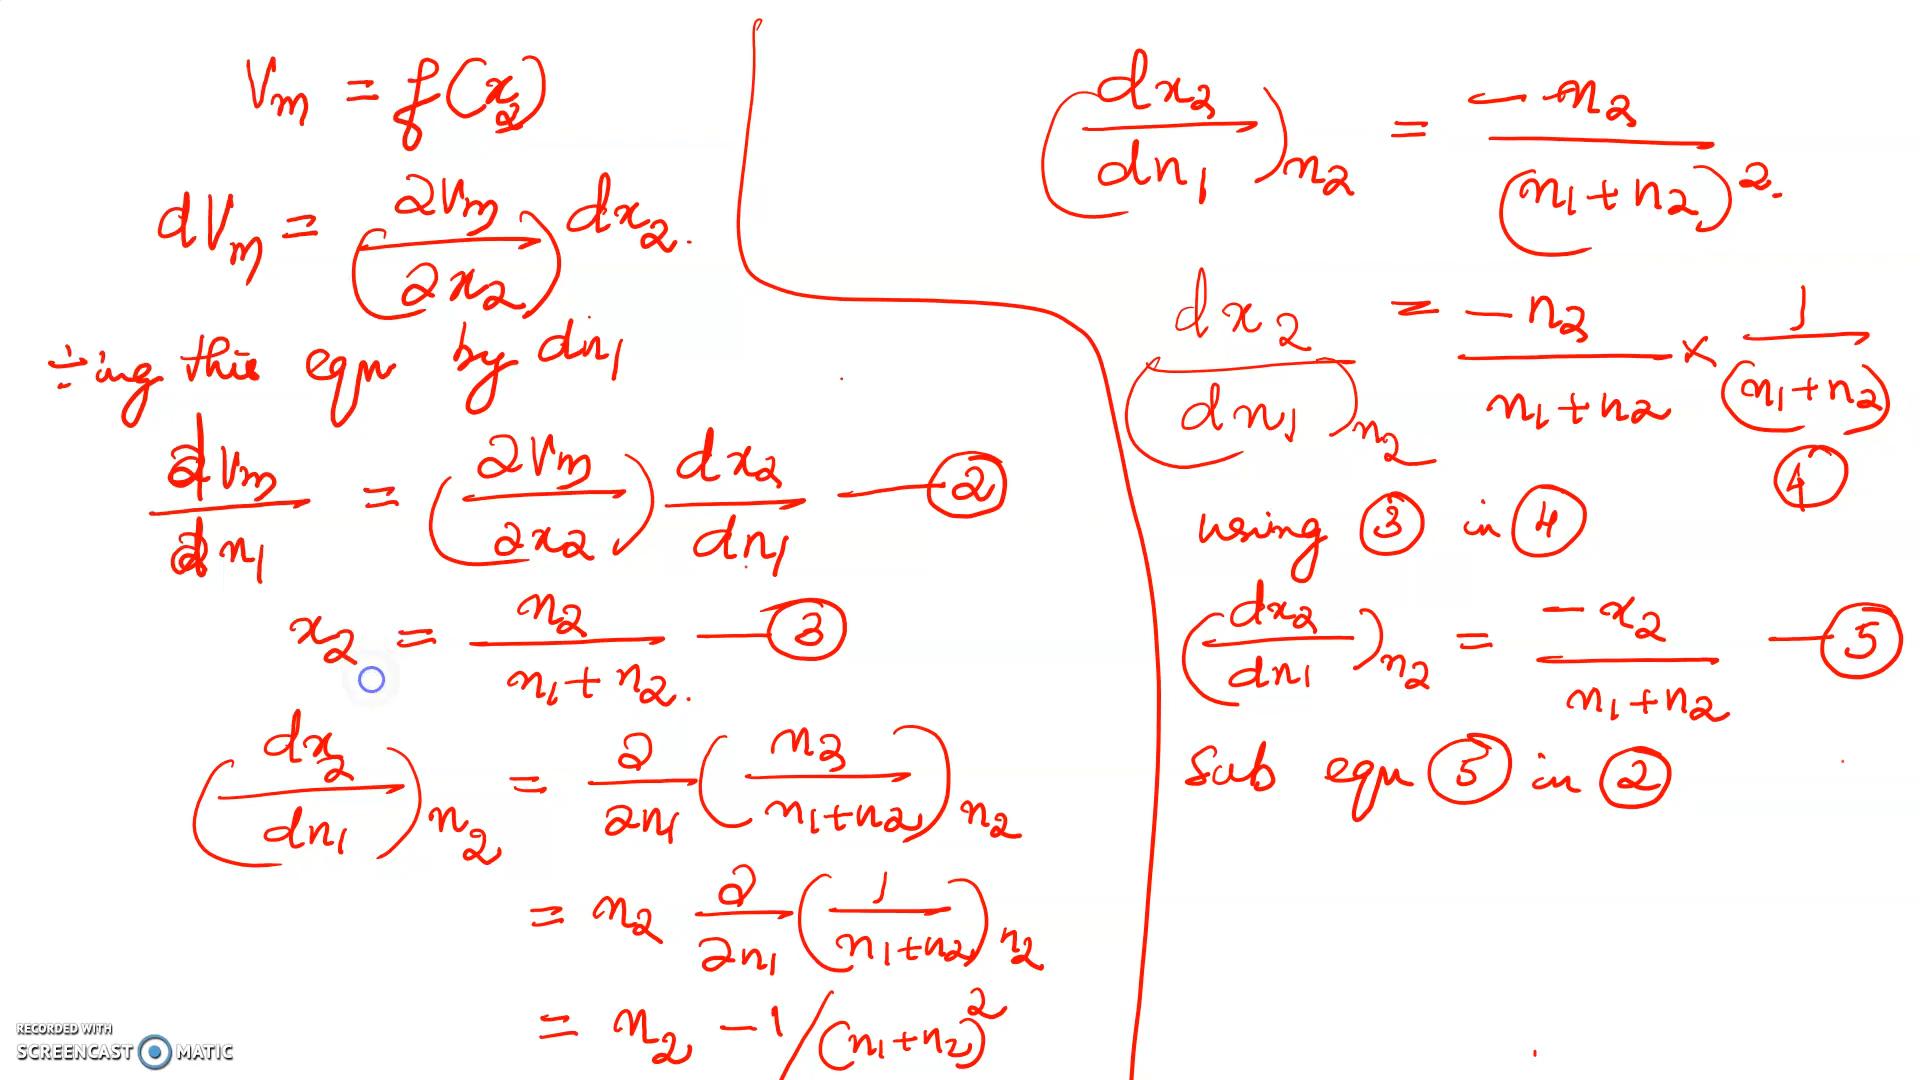 Vm = f(x2)
dVm = (∂Vm/∂x2) dx2.
÷ing this eqn by dn1
dVm/dn1 = (∂Vm/∂x2) dx2/dn1 — ②
x2 = n2/(n1+n2). — ③
(dx2/dn1)n2 = ∂/∂n1 (n2/(n1+n2))n2
= n2 ∂/∂n1 (1/(n1+n2))n2
= n2 -1/(n1+n2)²
(dx2/dn1)n2 = -n2/(n1+n2)².
(dx2/dn1)n2 = -n2/(n1+n2) × 1/(n1+n2) ④
using ③ in ④
(dx2/dn1)n2 = -x2/(n1+n2) — ⑤
Sub eqn ⑤ in ②
RECORDED WITH
SCREENCAST MATIC